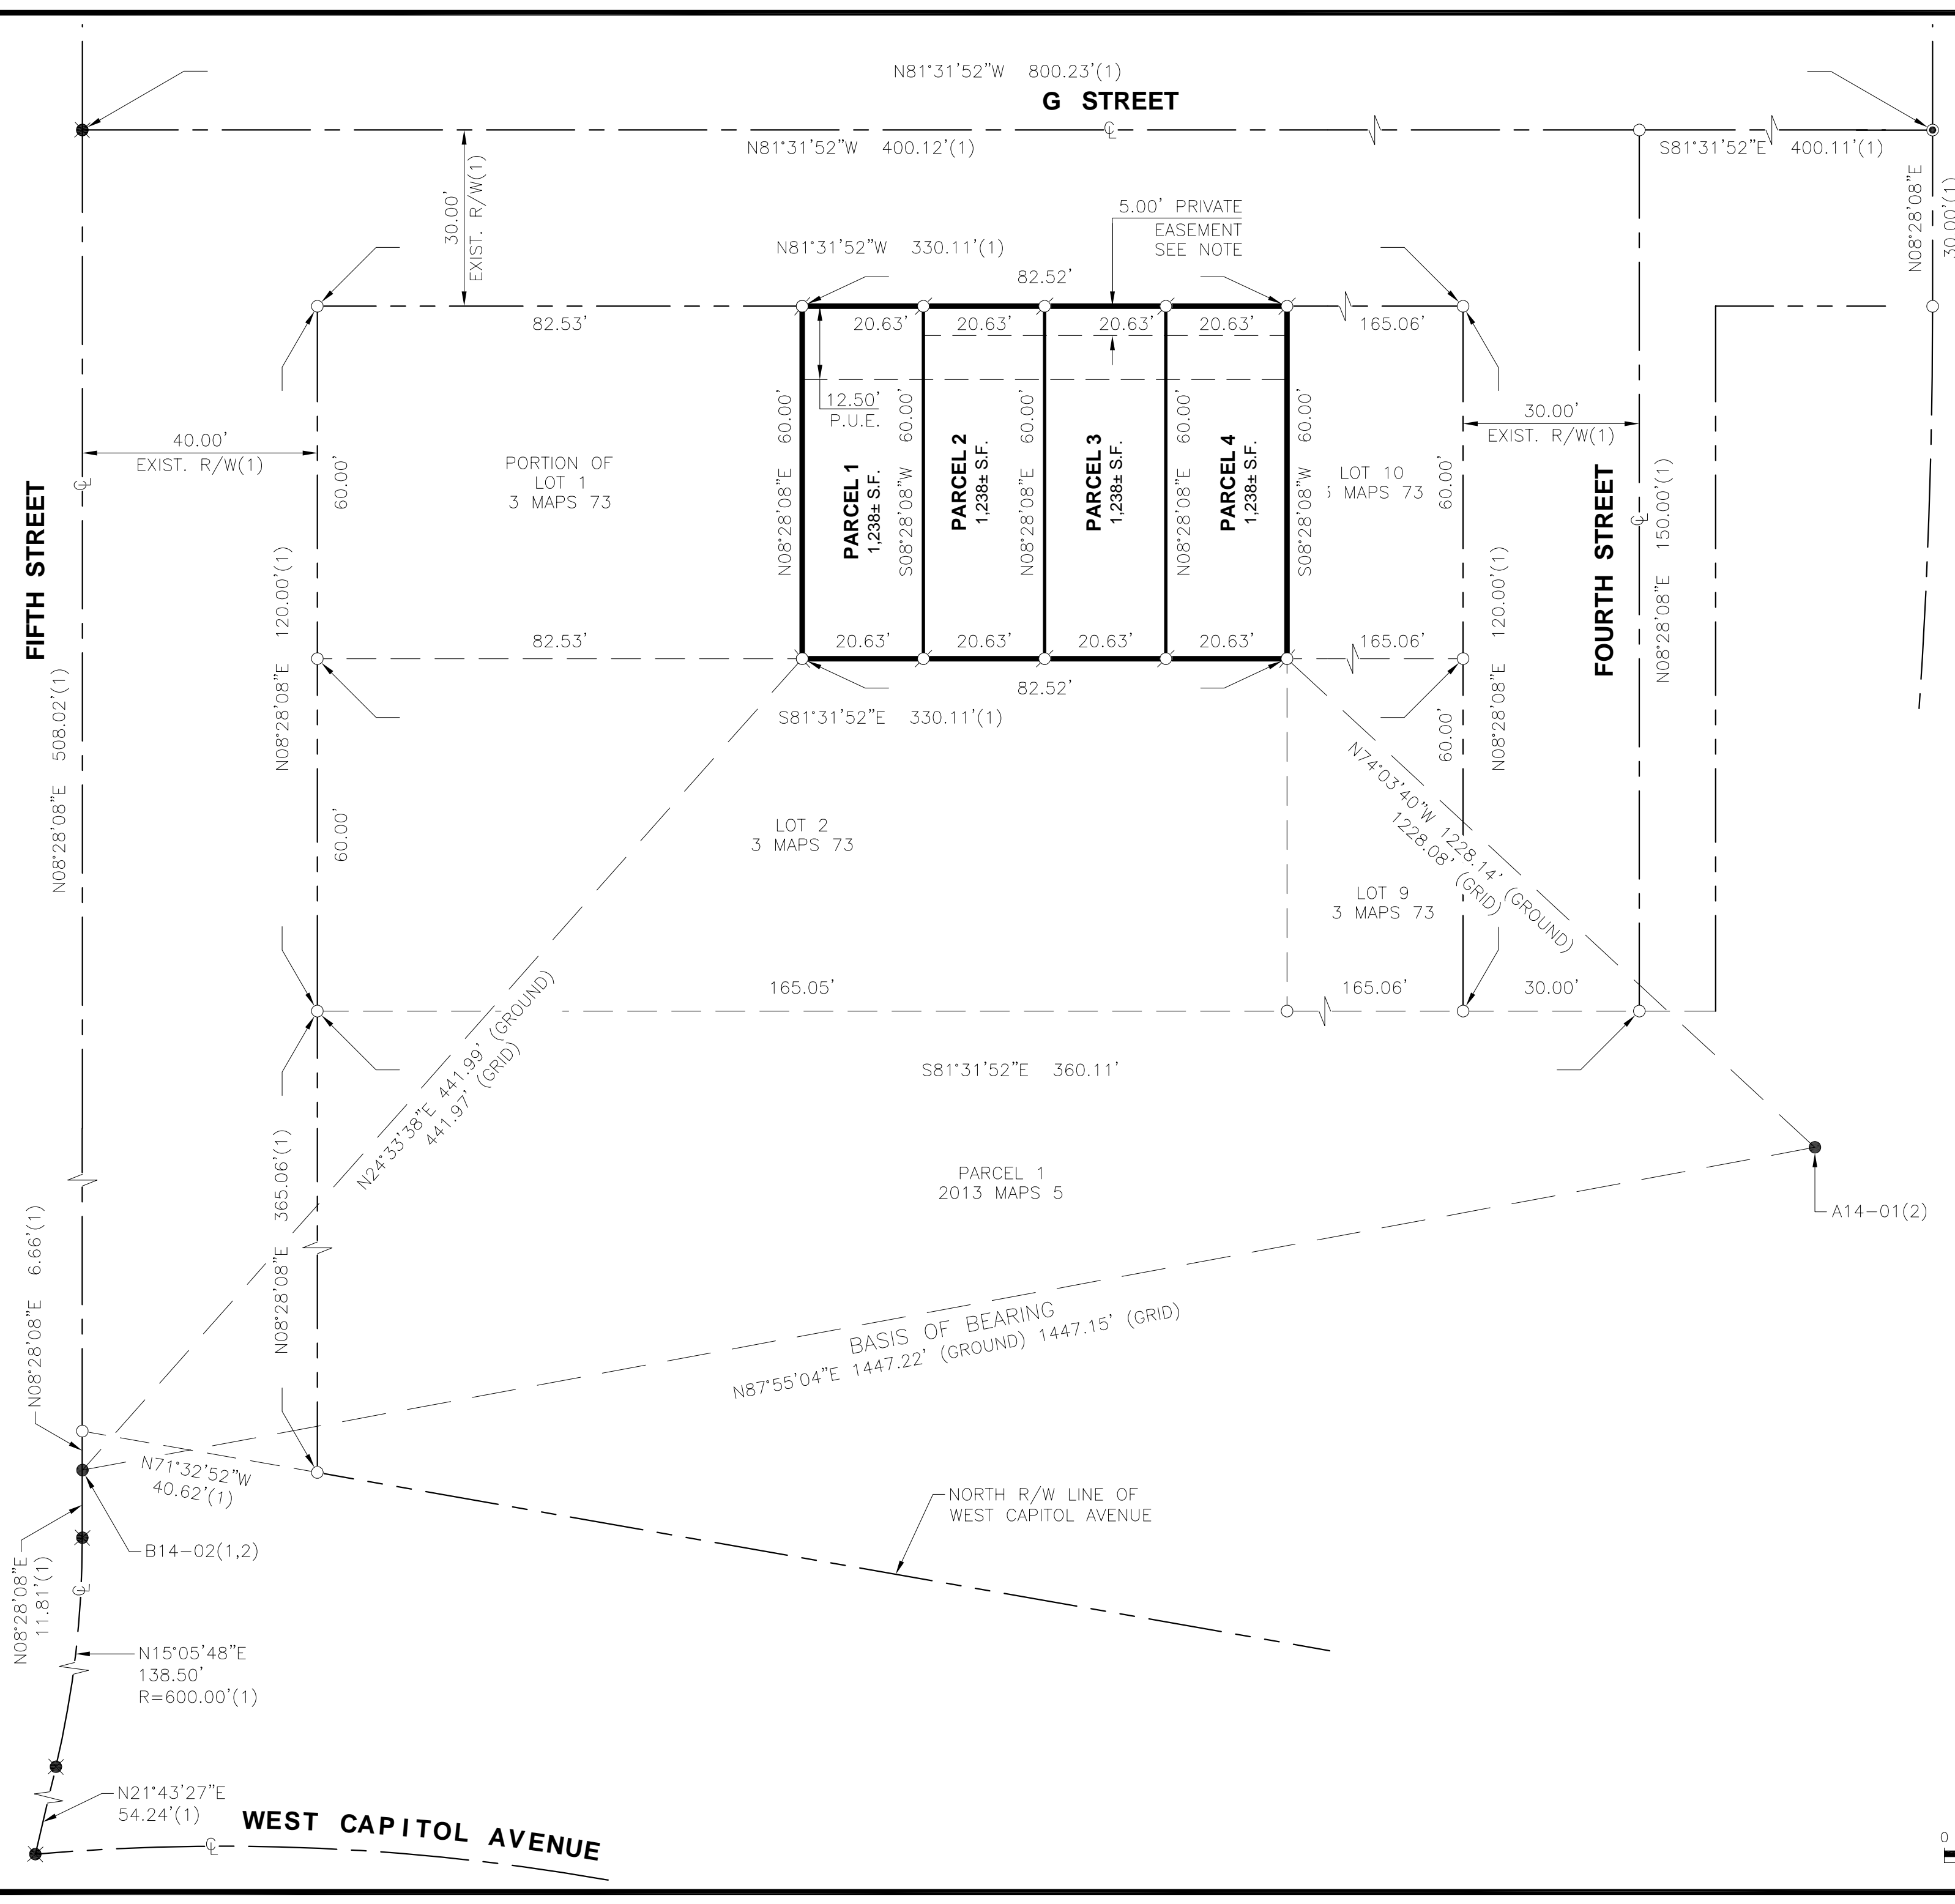 N81°31'52"W 800.23'(1)
G STREET
℄
N81°31'52"W 400.12'(1)
S81°31'52"E 400.11'(1)
N08°28'08"E
30.00'(1)
30.00'
EXIST. R/W(1)
5.00' PRIVATE
EASEMENT
SEE NOTE
N81°31'52"W 330.11'(1)
82.52'
82.53'
20.63'
20.63'
20.63'
20.63'
165.06'
12.50'
P.U.E.
40.00'
EXIST. R/W(1)
30.00'
EXIST. R/W(1)
FIFTH STREET
℄
N08°28'08"E 508.02'(1)
N08°28'08"E 120.00'(1)
60.00'
PORTION OF
LOT 1
3 MAPS 73
N08°28'08"E 60.00'
PARCEL 1
1,238± S.F.
S08°28'08"W 60.00'
PARCEL 2
1,238± S.F.
N08°28'08"E 60.00'
PARCEL 3
1,238± S.F.
N08°28'08"E 60.00'
PARCEL 4
1,238± S.F.
S08°28'08"W 60.00'
LOT 10
MAPS 73
60.00'
N08°28'08"E 120.00'(1)
FOURTH STREET
℄
N08°28'08"E 150.00'(1)
82.53'
20.63'
20.63'
20.63'
20.63'
165.06'
82.52'
S81°31'52"E 330.11'(1)
60.00'
60.00'
LOT 2
3 MAPS 73
N74°03'40"W 1228.14' (GROUND)
1228.08' (GRID)
LOT 9
3 MAPS 73
165.05'
165.06'
30.00'
S81°31'52"E 360.11'
N24°33'38"E 441.99' (GROUND)
441.97' (GRID)
PARCEL 1
2013 MAPS 5
A14-01(2)
N08°28'08"E 6.66'(1)
N08°28'08"E 365.06'(1)
BASIS OF BEARING
N87°55'04"E 1447.22' (GROUND) 1447.15' (GRID)
N71°32'52"W
40.62'(1)
NORTH R/W LINE OF
WEST CAPITOL AVENUE
B14-02(1,2)
N08°28'08"E
11.81'(1)
℄
N15°05'48"E
138.50'
R=600.00'(1)
N21°43'27"E
54.24'(1)
WEST CAPITOL AVENUE
℄
0